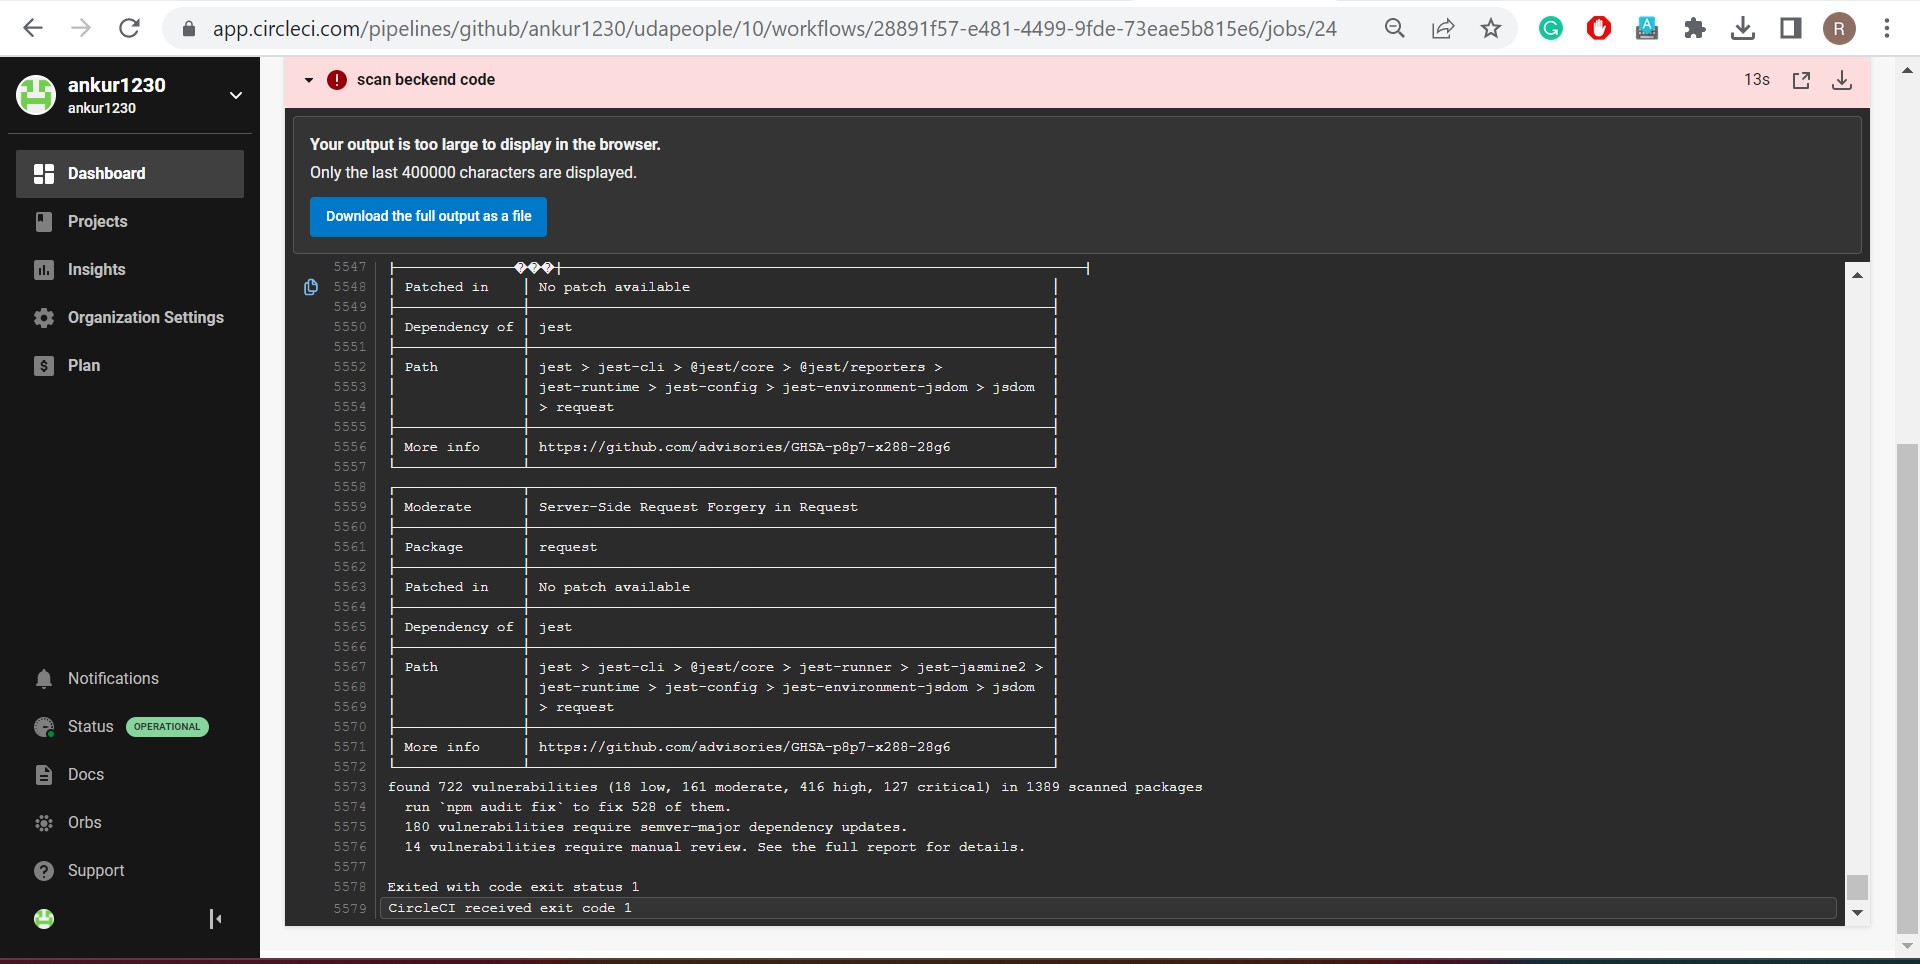 app.circleci.com/pipelines/github/ankur1230/udapeople/10/workflows/28891f57-e481-4499-9fde-73eae5b815e6/jobs/24
G
A
R
ankur1230
ankur1230
Dashboard
Projects
Insights
Organization Settings
Plan
Notifications
Status OPERATIONAL
Docs
Orbs
Support
scan beckend code
13s
Your output is too large to display in the browser.
Only the last 400000 characters are displayed.
Download the full output as a file
5547
5548 Patched in No patch available
5549
5550 Dependency of jest
5551
5552 Path jest > jest-cli > @jest/core > @jest/reporters >
5553 jest-runtime > jest-config > jest-environment-jsdom > jsdom
5554 > request
5555
5556 More info https://github.com/advisories/GHSA-p8p7-x288-28g6
5557
5558
5559 Moderate Server-Side Request Forgery in Request
5560
5561 Package request
5562
5563 Patched in No patch available
5564
5565 Dependency of jest
5566
5567 Path jest > jest-cli > @jest/core > jest-runner > jest-jasmine2 >
5568 jest-runtime > jest-config > jest-environment-jsdom > jsdom
5569 > request
5570
5571 More info https://github.com/advisories/GHSA-p8p7-x288-28g6
5572
5573 found 722 vulnerabilities (18 low, 161 moderate, 416 high, 127 critical) in 1389 scanned packages
5574 run `npm audit fix` to fix 528 of them.
5575 180 vulnerabilities require semver-major dependency updates.
5576 14 vulnerabilities require manual review. See the full report for details.
5577
5578 Exited with code exit status 1
5579 CircleCI received exit code 1